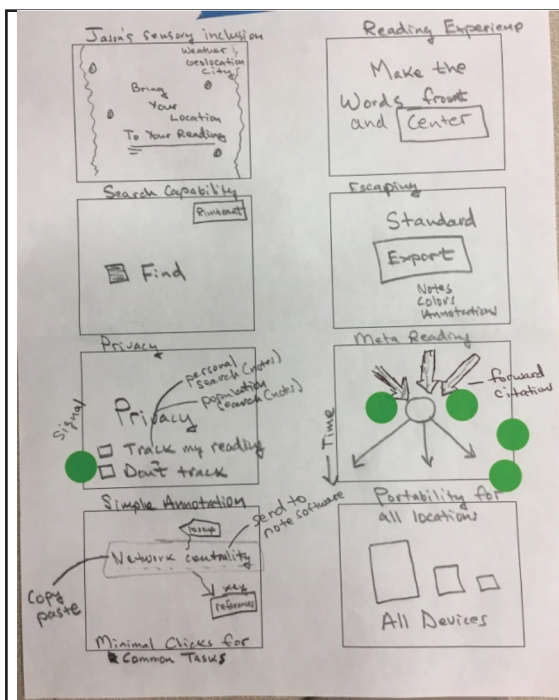 Jason's sensory inclusion
Weather
Geolocation
City
Bring
Your
Location
To Your Reading
Reading Experience
Make the
Words front
and Center
Search Capability
Find
Escaping
Standard
Export
Notes
Colors
Annotations
Privacy
personal
search (notes)
population
search (notes)
Privacy
Signal
Track my reading
Don't track
Meta Reading
forward
citation
Time
Simple Annotation
lookup
send to
note software
Network centrality
Copy
paste
key
reference
Minimal Clicks for
Common Tasks
Portability for
all locations
All Devices